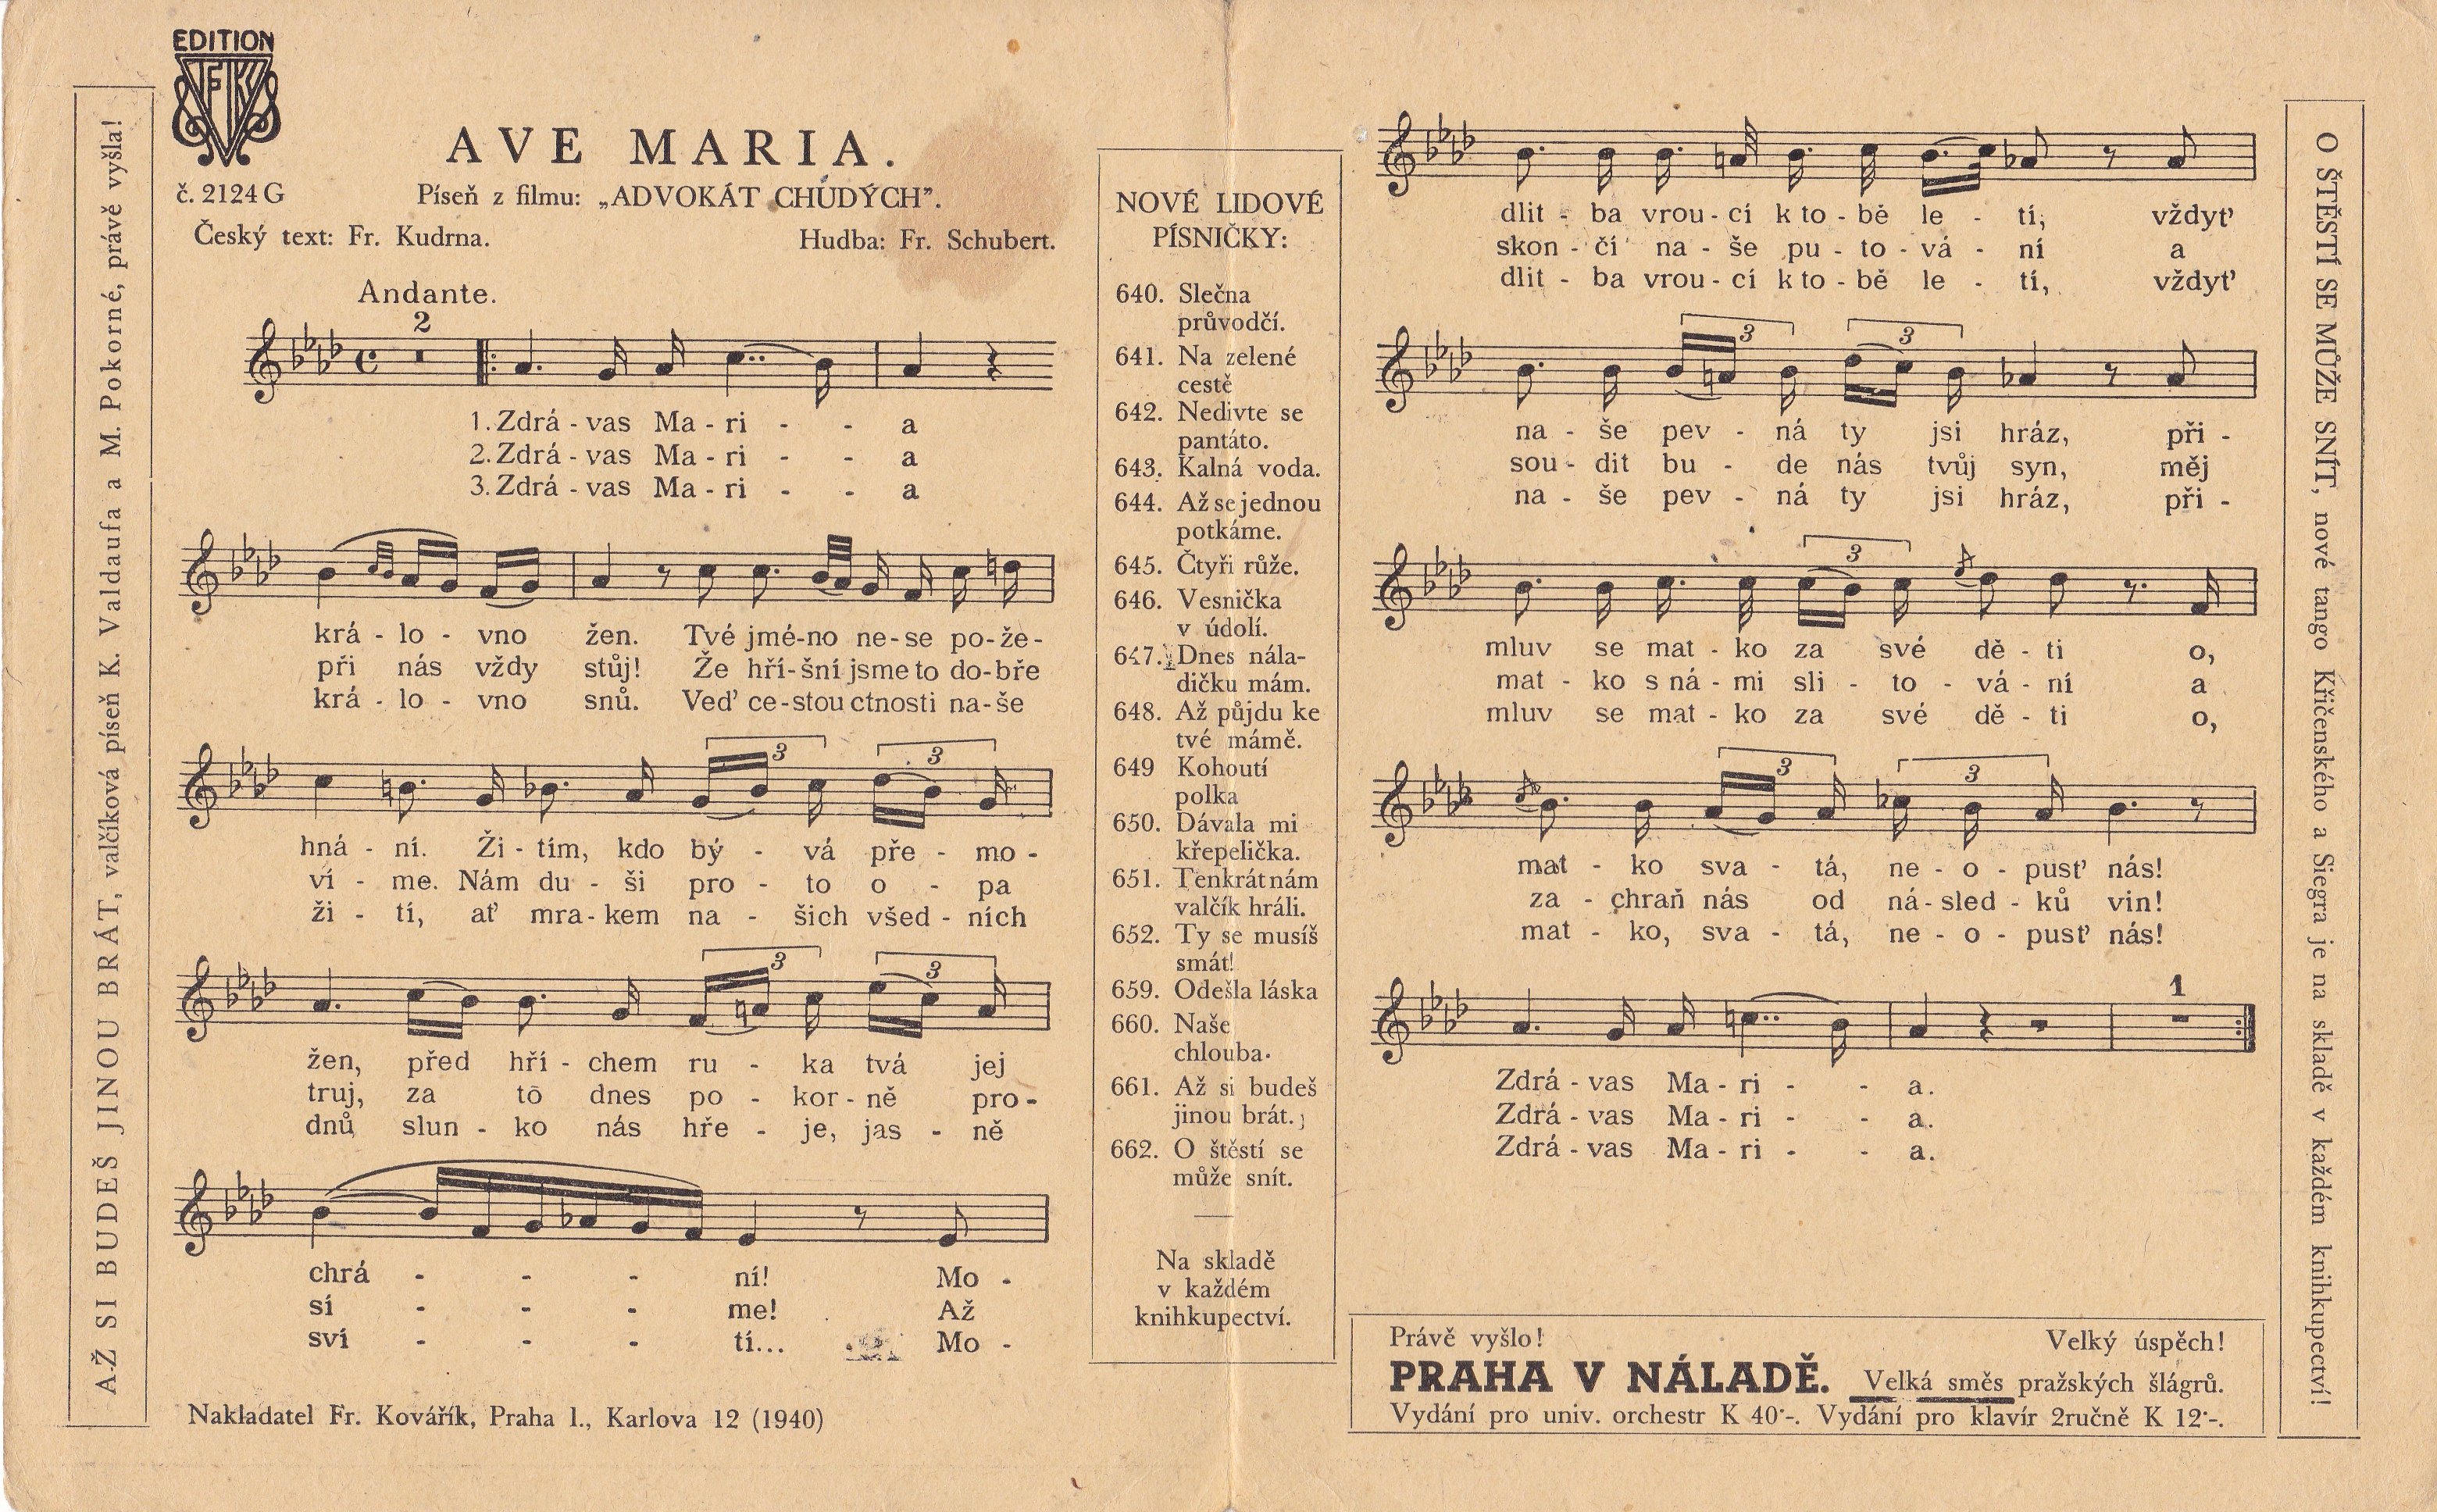 EDITION
AŽ SI BUDEŠ JINOU BRÁT, valčíková píseň K. Valdaufa a M. Pokorné, právě vyšla!
AVE MARIA.
č. 2124 G
Píseň z filmu: „ADVOKÁT CHUDÝCH”.
Český text: Fr. Kudrna.
Hudba: Fr. Schubert.
Andante.
2
1. Zdrá - vas Ma - ri - - a
2. Zdrá - vas Ma - ri - - a
3. Zdrá - vas Ma - ri - - a
krá - lo - vno žen. Tvé jmé-no ne-se po-že-
při nás vždy stůj! Že hří-šní jsme to do-bře
krá - lo - vno snů. Veď ce-stou ctnosti na-še
3 3
hná - ní. Ži - tím, kdo bý - vá pře - mo -
ví - me. Nám du - ši pro - to o - pa
ži - tí, ať mra - kem na - šich všed - ních
3 3
žen, před hří - chem ru - ka tvá jej
truj, za to dnes po - kor - ně pro -
dnů slun - ko nás hře - je, jas - ně
chrá - - - ní! Mo -
sí - - - me! Až
sví - - - tí... Mo -
Nakladatel Fr. Kovářík, Praha I., Karlova 12 (1940)
NOVÉ LIDOVÉ
PÍSNIČKY:
640. Slečna
průvodčí.
641. Na zelené
cestě
642. Nedivte se
pantáto.
643. Kalná voda.
644. Až se jednou
potkáme.
645. Čtyři růže.
646. Vesnička
v údolí.
647. Dnes nála-
dičku mám.
648. Až půjdu ke
tvé mámě.
649 Kohoutí
polka
650. Dávala mi
křepelička.
651. Tenkrát nám
valčík hráli.
652. Ty se musíš
smát!
659. Odešla láska
660. Naše
chlouba.
661. Až si budeš
jinou brát.
662. O štěstí se
může snít.
Na skladě
v každém
knihkupectví.
dlit - ba vrou - cí k to - bě le - tí, vždyť
skon - čí na - še pu - to - vá - ní a
dlit - ba vrou - cí k to - bě le - tí, vždyť
3 3
na - še pev - ná ty jsi hráz, při -
sou - dit bu - de nás tvůj syn, měj
na - še pev - ná ty jsi hráz, při -
3
mluv se mat - ko za své dě - ti o,
mat - ko s ná - mi sli - to - vá - ní a
mluv se mat - ko za své dě - ti o,
3 3
mat - ko sva - tá, ne - o - pusť nás!
za - chraň nás od ná - sled - ků vin!
mat - ko, sva - tá, ne - o - pusť nás!
1
Zdrá - vas Ma - ri - - a.
Zdrá - vas Ma - ri - - a.
Zdrá - vas Ma - ri - - a.
Právě vyšlo! Velký úspěch!
PRAHA V NÁLADĚ. Velká směs pražských šlágrů.
Vydání pro univ. orchestr K 40·-. Vydání pro klavír 2ručně K 12·-.
O ŠTĚSTÍ SE MŮŽE SNÍT, nové tango Křičenského a Siegra je na skladě v každém knihkupectví!